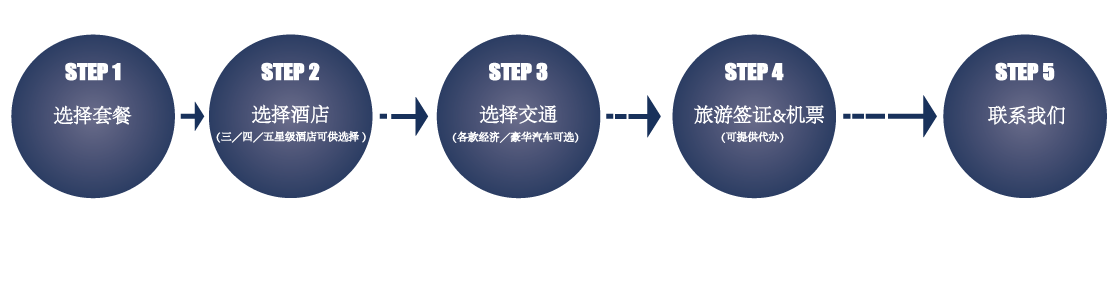 STEP 1
选择套餐
STEP 2
选择酒店
(三／四／五星级酒店可供选择)
STEP 3
选择交通
(各款经济／豪华汽车可选)
STEP 4
旅游签证&机票
(可提供代办)
STEP 5
联系我们